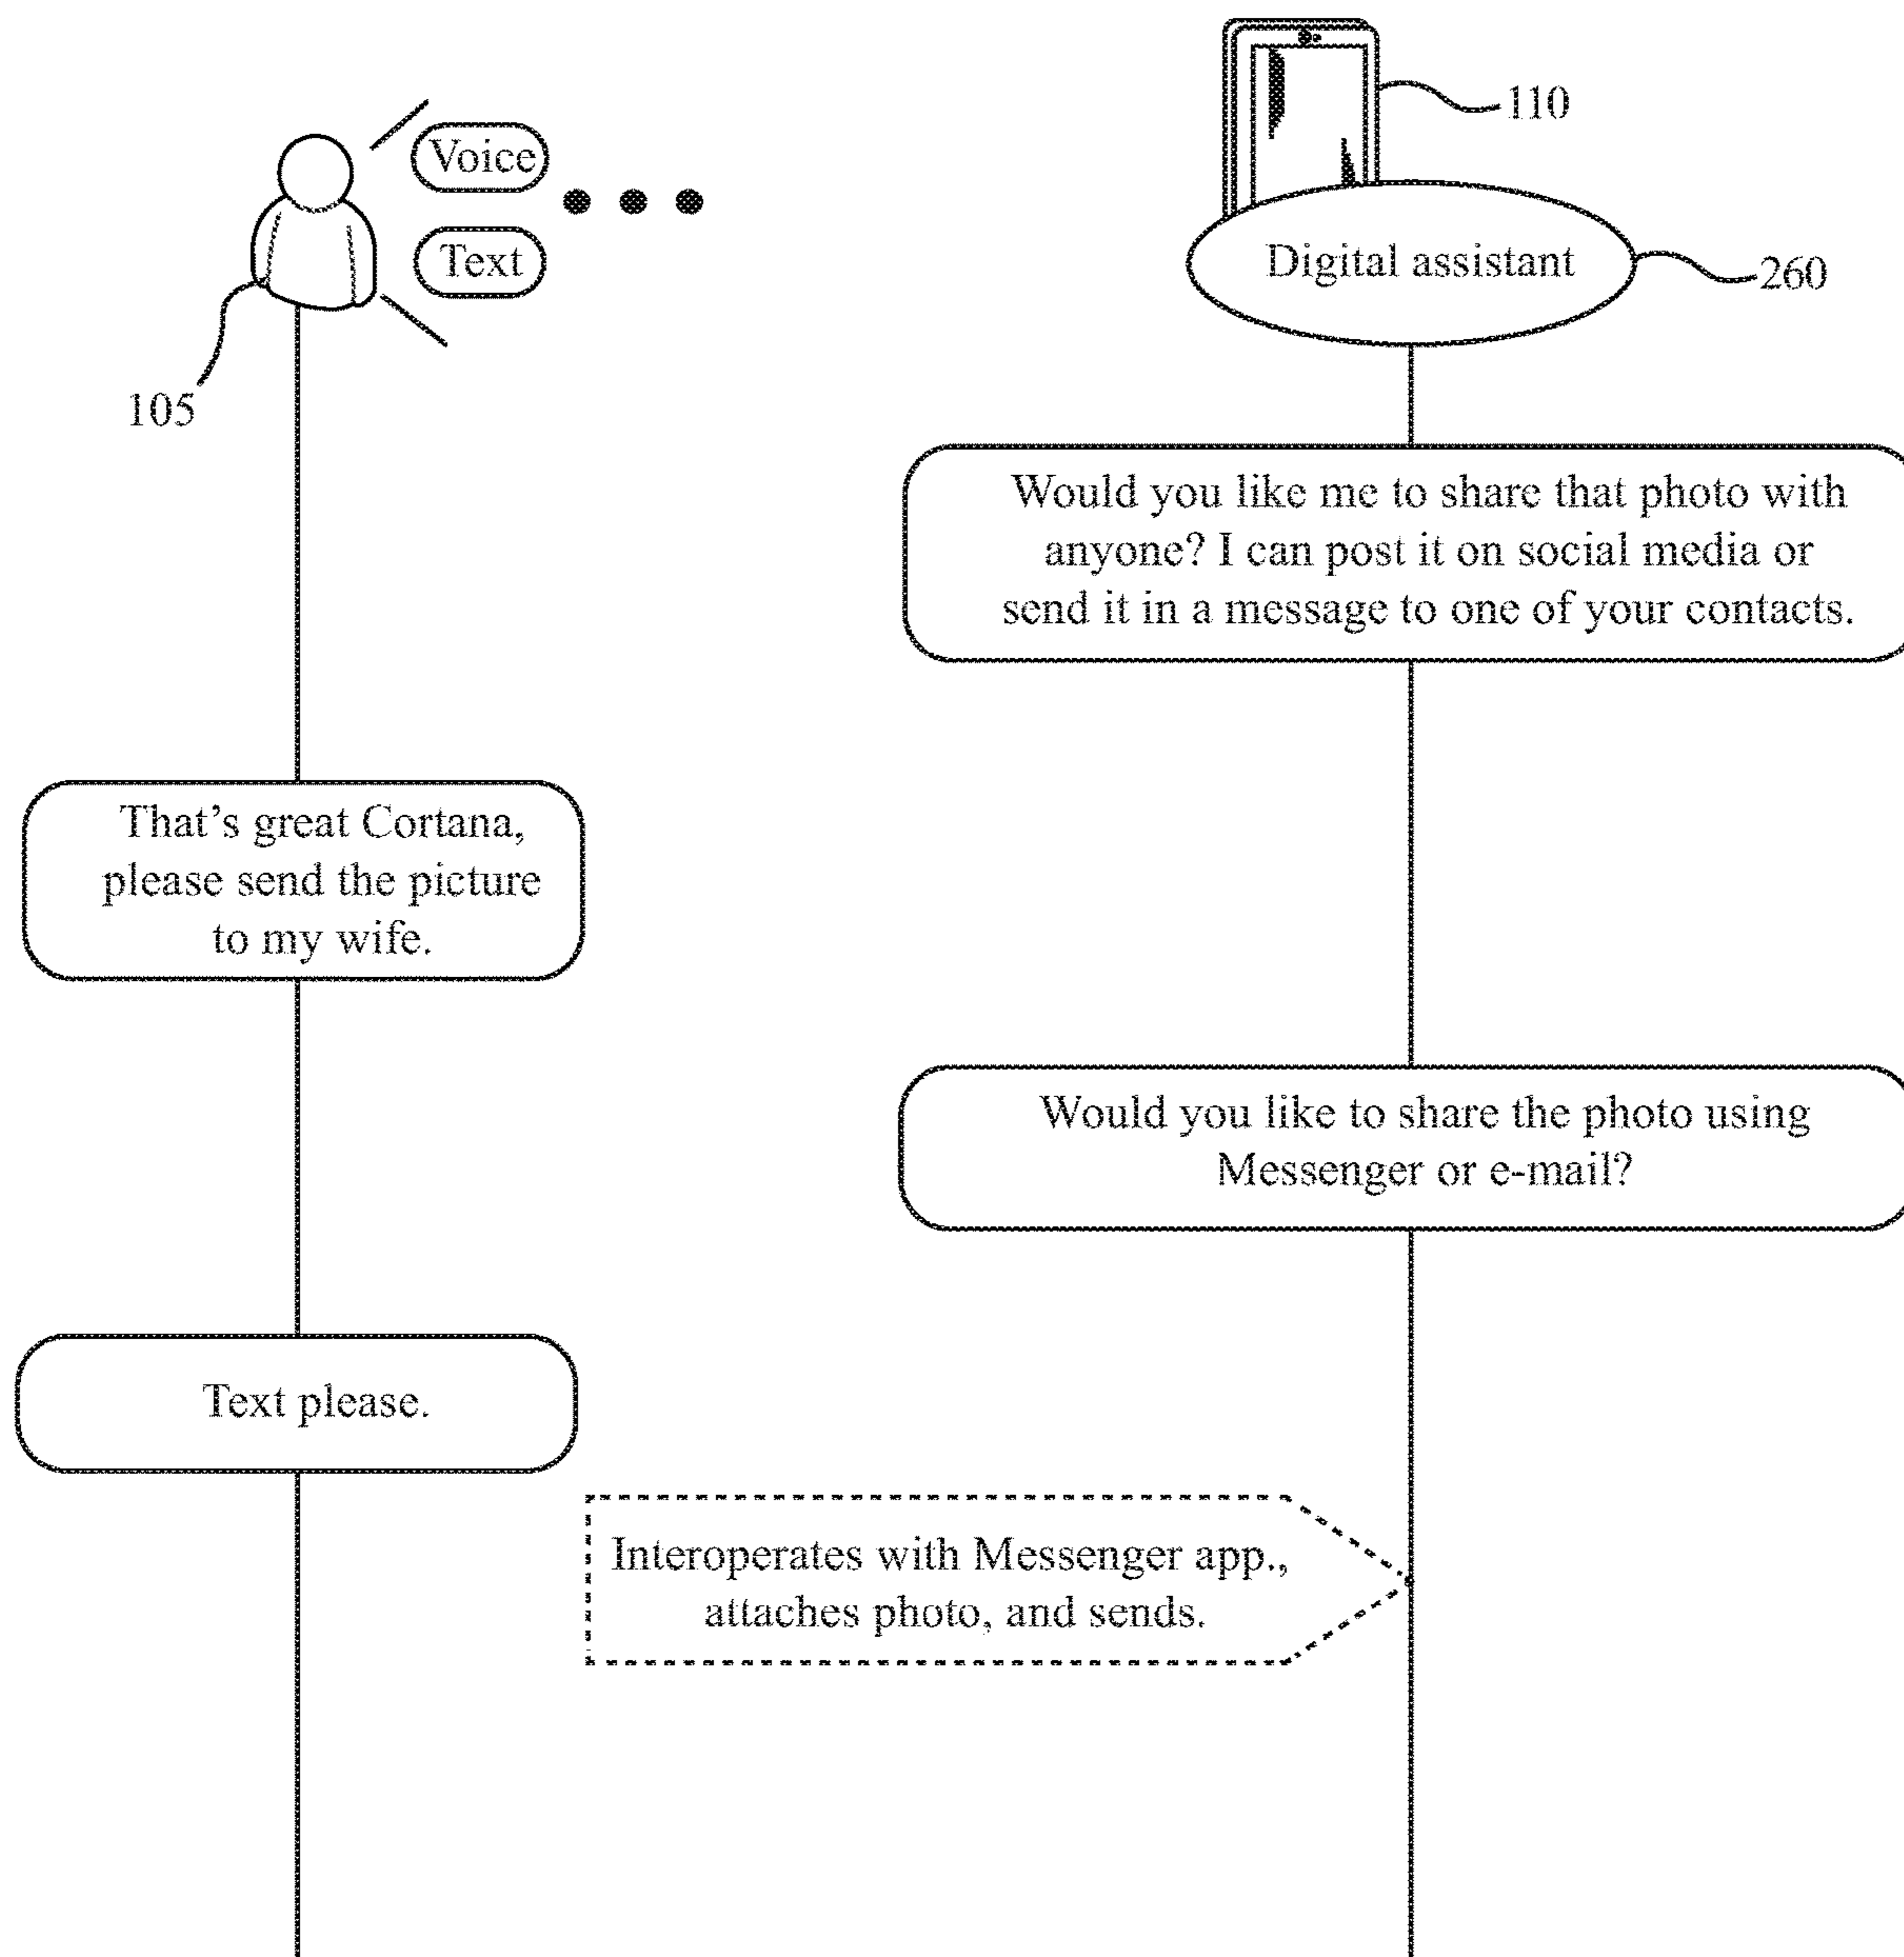 110
Voice
Text
Digital assistant
260
105
Would you like me to share that photo with
anyone? I can post it on social media or
send it in a message to one of your contacts.
That's great Cortana,
please send the picture
to my wife.
Would you like to share the photo using
Messenger or e-mail?
Text please.
Interoperates with Messenger app.,
attaches photo, and sends.